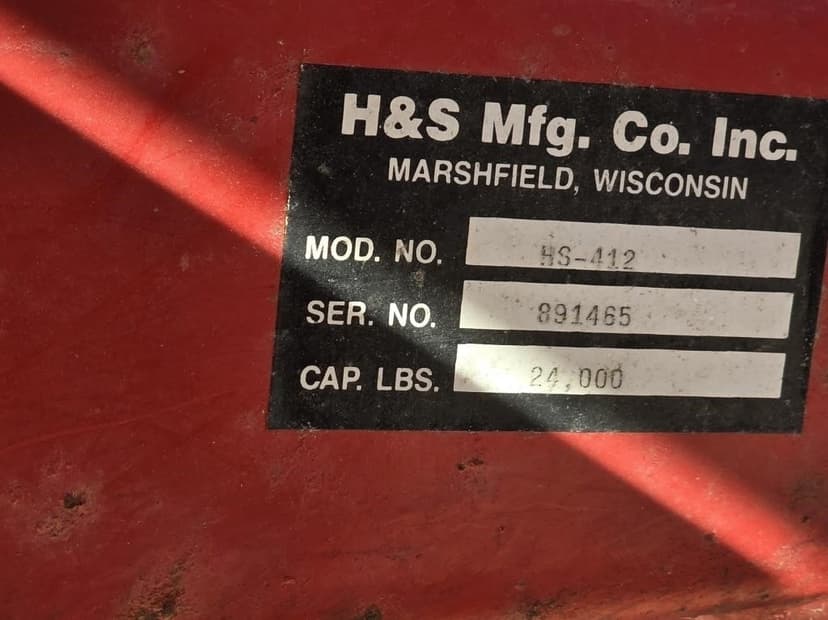 H&S Mfg. Co. Inc.
MARSHFIELD, WISCONSIN
MOD. NO. HS-412
SER. NO. 891465
CAP. LBS. 24,000